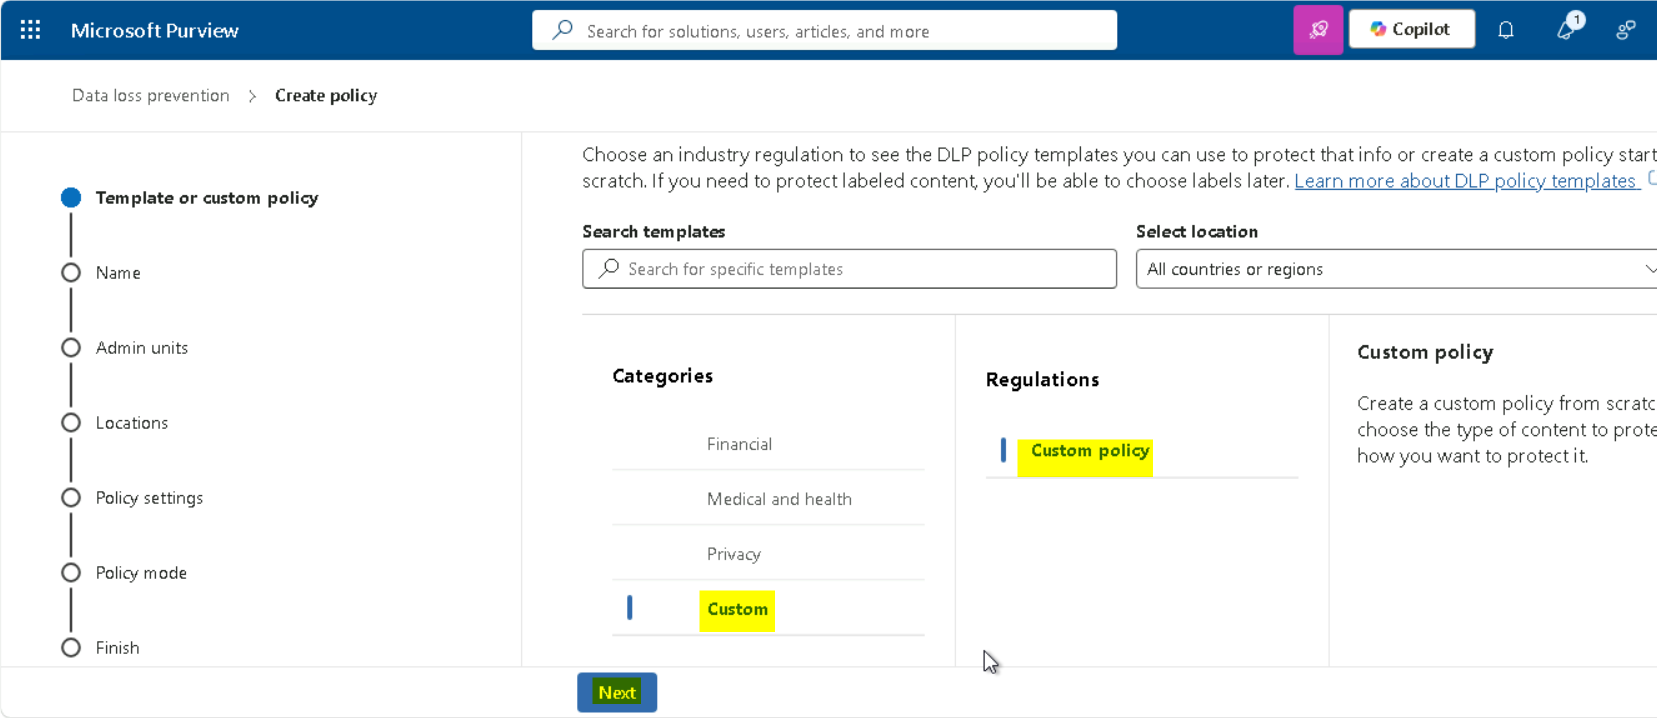 Microsoft Purview
Search for solutions, users, articles, and more
Copilot
1
Data loss prevention > Create policy
Template or custom policy
Name
Admin units
Locations
Policy settings
Policy mode
Finish
Choose an industry regulation to see the DLP policy templates you can use to protect that info or create a custom policy start
scratch. If you need to protect labeled content, you'll be able to choose labels later. Learn more about DLP policy templates
Search templates
Search for specific templates
Select location
All countries or regions
Categories
Financial
Medical and health
Privacy
Custom
Regulations
Custom policy
Custom policy
Create a custom policy from scratc
choose the type of content to prote
how you want to protect it.
Next